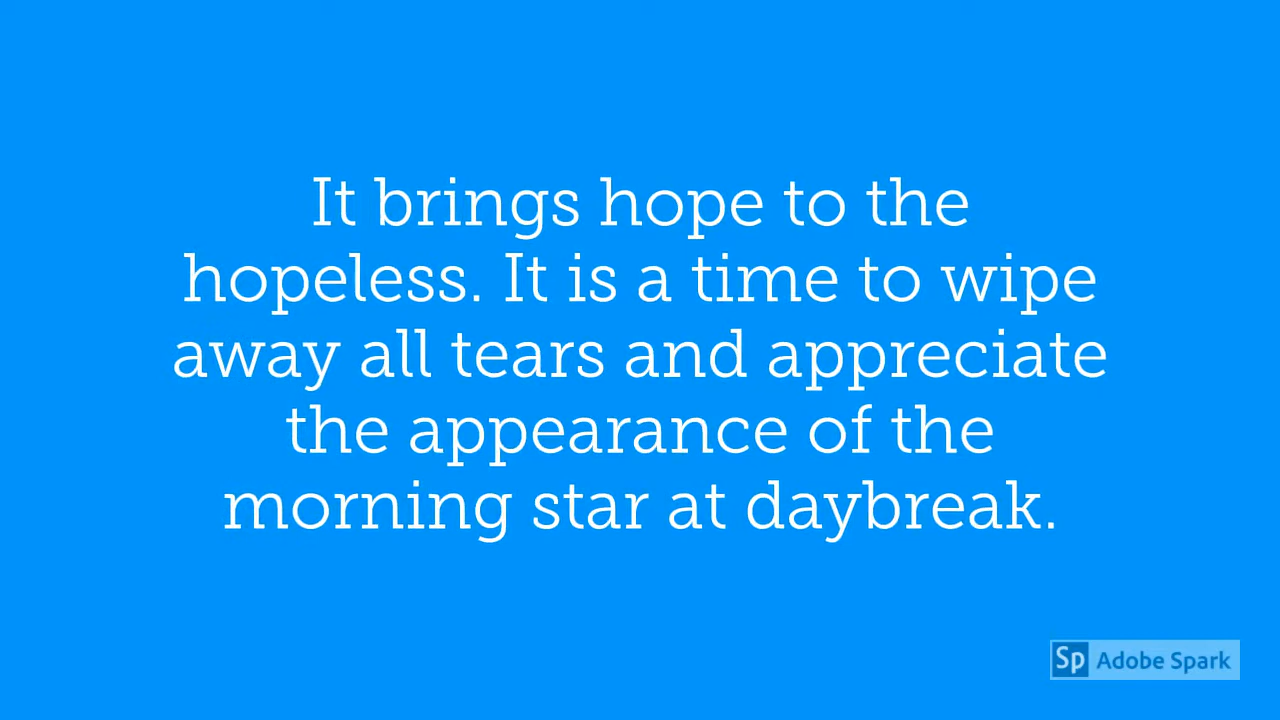 It brings hope to the
hopeless. It is a time to wipe
away all tears and appreciate
the appearance of the
morning star at daybreak.
Sp Adobe Spark